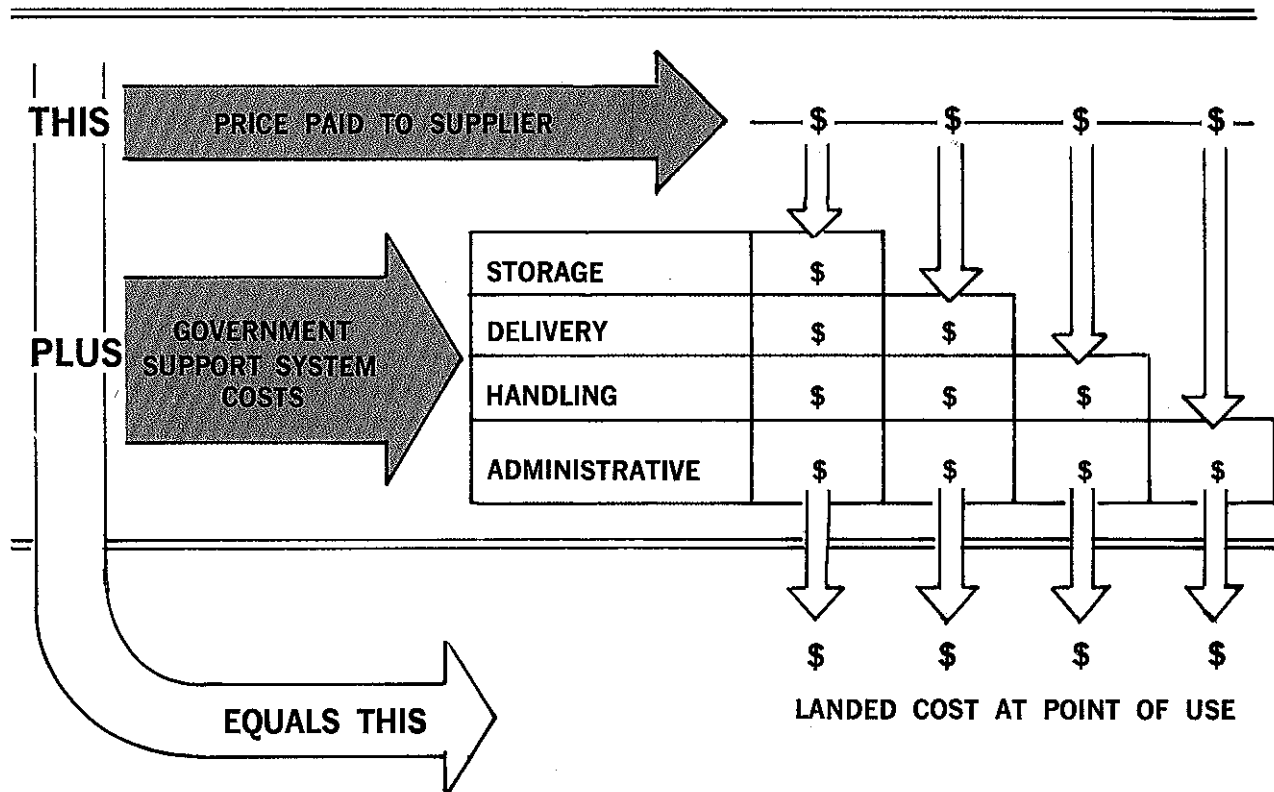 THIS
PRICE PAID TO SUPPLIER
$ $ $ $
PLUS
GOVERNMENT
SUPPORT SYSTEM
COSTS
STORAGE $
DELIVERY $ $
HANDLING $ $ $
ADMINISTRATIVE $ $ $ $
$ $ $ $
EQUALS THIS
LANDED COST AT POINT OF USE